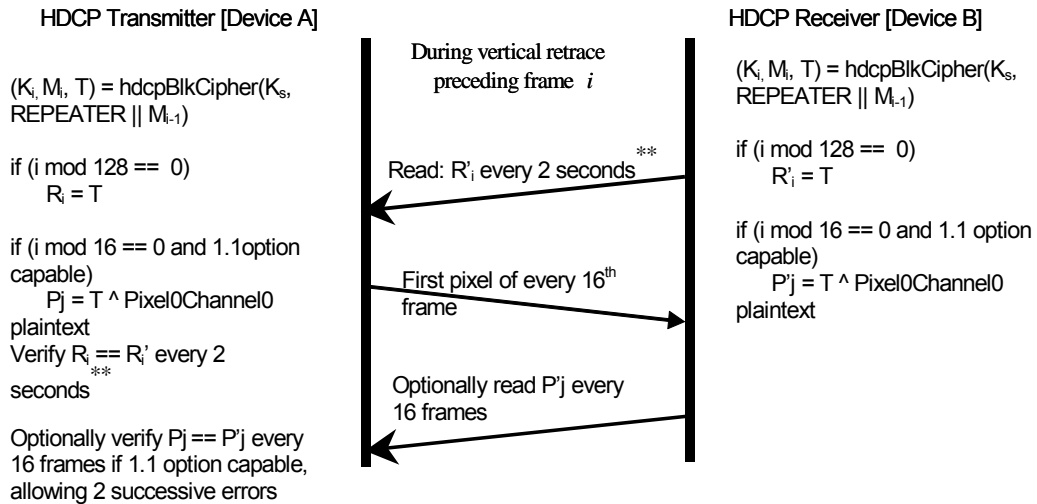 HDCP Transmitter [Device A]
(Ki, Mi, T) = hdcpBlkCipher(Ks,
REPEATER || Mi-1)
if (i mod 128 == 0)
Ri = T
if (i mod 16 == 0 and 1.1option
capable)
Pj = T ^ Pixel0Channel0
plaintext
Verify Ri == Ri' every 2
seconds**
Optionally verify Pj == P'j every
16 frames if 1.1 option capable,
allowing 2 successive errors
During vertical retrace
preceding frame i
Read: R'i every 2 seconds**
First pixel of every 16th
frame
Optionally read P'j every
16 frames
HDCP Receiver [Device B]
(Ki, Mi, T) = hdcpBlkCipher(Ks,
REPEATER || Mi-1)
if (i mod 128 == 0)
R'i = T
if (i mod 16 == 0 and 1.1 option
capable)
P'j = T ^ Pixel0Channel0
plaintext